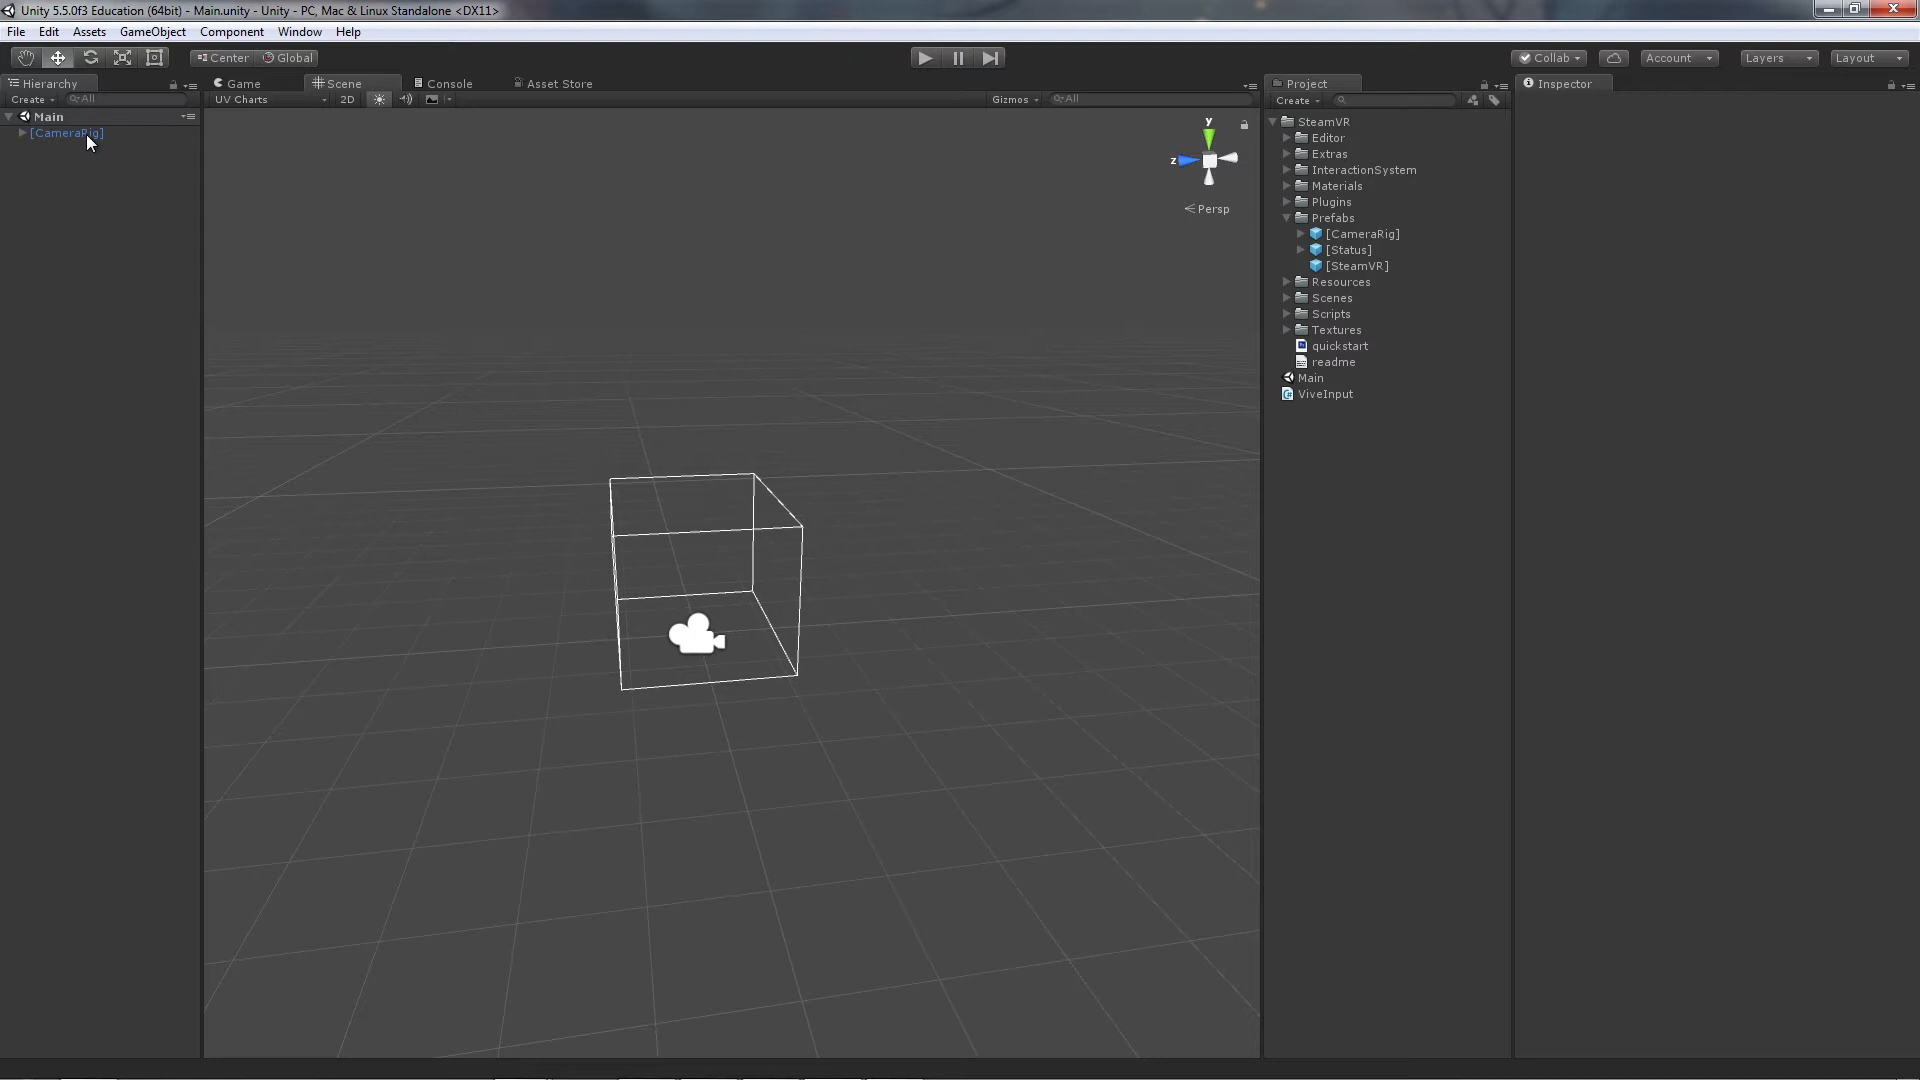 Unity 5.5.0f3 Education (64bit) - Main.unity - Unity - PC, Mac & Linux Standalone <DX11>
File Edit Assets GameObject Component Window Help
Center Global Collab Account Layers Layout
Hierarchy Game Scene Console Asset Store Project Inspector
Create All UV Charts 2D Gizmos All Create
Main
[CameraRig]
y
z
Persp
SteamVR
Editor
Extras
InteractionSystem
Materials
Plugins
Prefabs
[CameraRig]
[Status]
[SteamVR]
Resources
Scenes
Scripts
Textures
quickstart
readme
Main
ViveInput